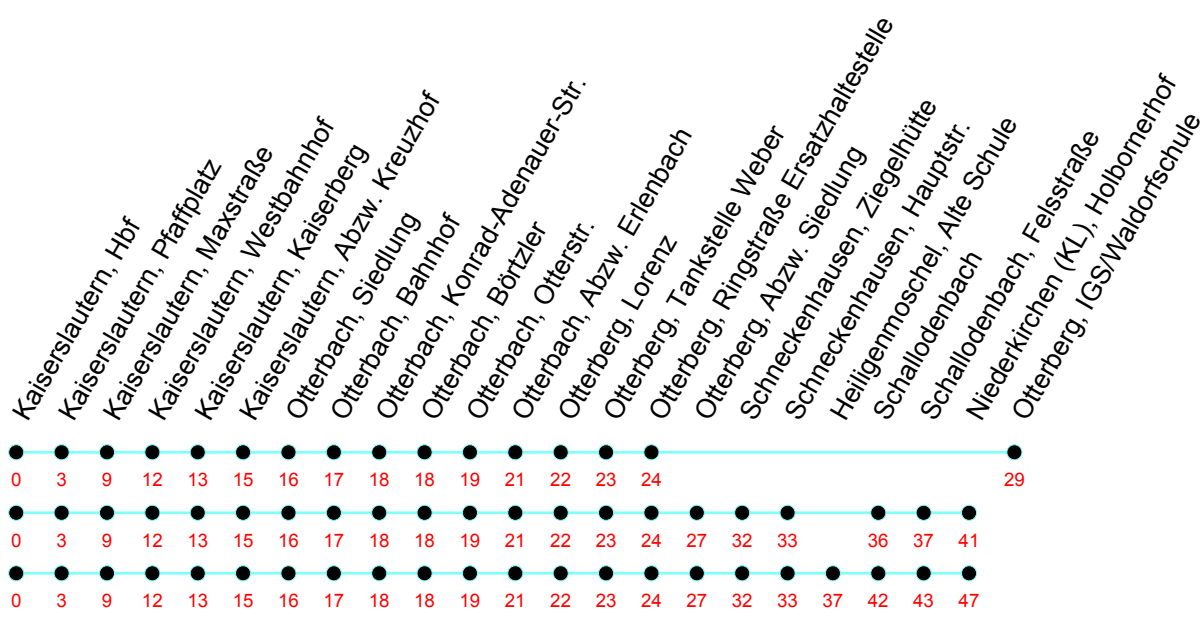 Kaiserslautern, Hbf
Kaiserslautern, Pfaffplatz
Kaiserslautern, Maxstraße
Kaiserslautern, Westbahnhof
Kaiserslautern, Kaiserberg
Kaiserslautern, Abzw. Kreuzhof
Otterbach, Siedlung
Otterbach, Bahnhof
Otterbach, Konrad-Adenauer-Str.
Otterbach, Börtzler
Otterbach, Otterstr.
Otterbach, Abzw. Erlenbach
Otterberg, Lorenz
Otterberg, Tankstelle Weber
Otterberg, Ringstraße Ersatzhaltestelle
Otterberg, Abzw. Siedlung
Schneckenhausen, Ziegelhütte
Schneckenhausen, Hauptstr.
Heiligenmoschel, Alte Schule
Schallodenbach
Schallodenbach, Felsstraße
Niederkirchen (KL), Holbornerhof
Otterberg, IGS/Waldorfschule
0 3 9 12 13 15 16 17 18 18 19 21 22 23 24 29
0 3 9 12 13 15 16 17 18 18 19 21 22 23 24 27 32 33 36 37 41
0 3 9 12 13 15 16 17 18 18 19 21 22 23 24 27 32 33 37 42 43 47